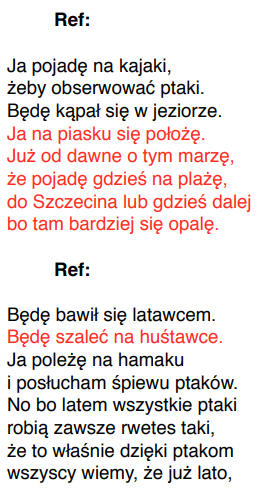 Ref:
Ja pojadę na kajaki,
żeby obserwować ptaki.
Będę kąpał się w jeziorze.
Ja na piasku się położę.
Już od dawne o tym marzę,
że pojadę gdzieś na plażę,
do Szczecina lub gdzieś dalej
bo tam bardziej się opalę.
Ref:
Będę bawił się latawcem.
Będę szaleć na huśtawce.
Ja poleżę na hamaku
i posłucham śpiewu ptaków.
No bo latem wszystkie ptaki
robią zawsze rwetes taki,
że to właśnie dzięki ptakom
wszyscy wiemy, że już lato,